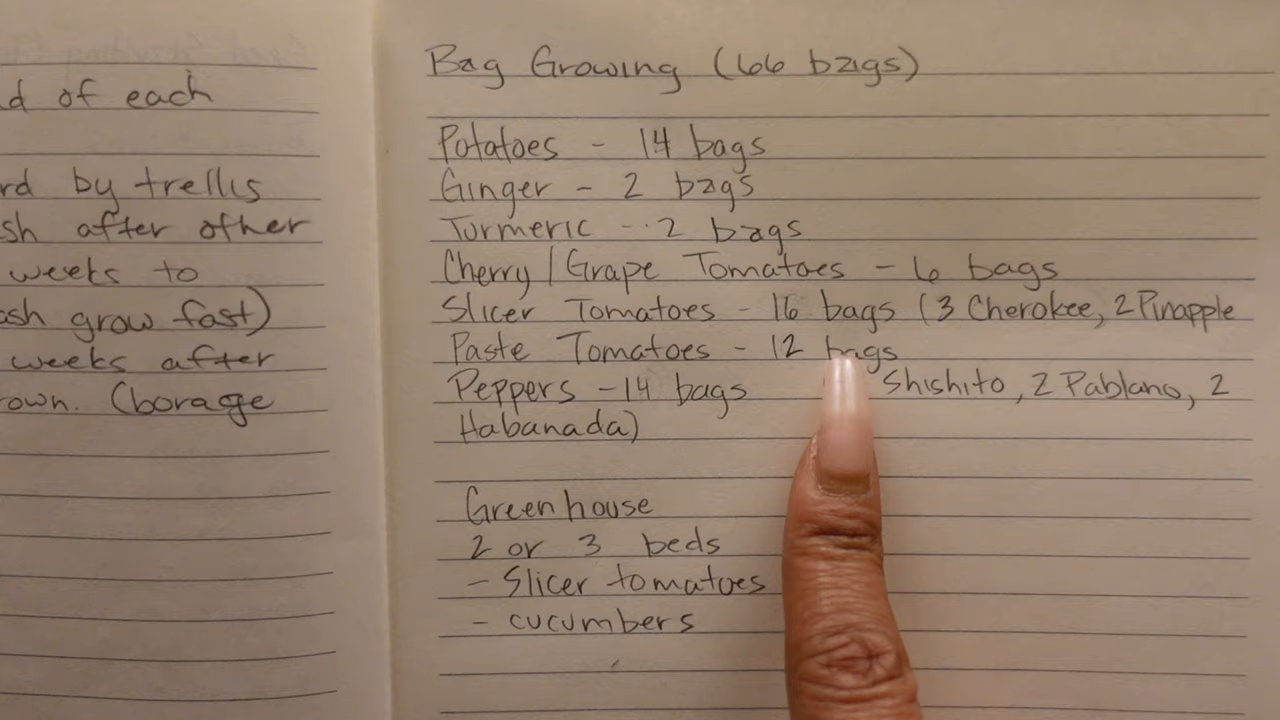 d of each
rd by trellis
sh after other
weeks to
ash grow fast)
weeks after
rown. (borage
Bag Growing (66 bags)
Potatoes - 14 bags
Ginger - 2 bags
Turmeric - 2 bags
Cherry/Grape Tomatoes - 6 bags
Slicer Tomatoes - 16 bags (3 Cherokee, 2 Pinapple
Paste Tomatoes - 12 bags
Peppers - 14 bags Shishito, 2 Pablano, 2
Habanada)
Greenhouse
2 or 3 beds
- Slicer tomatoes
- cucumbers